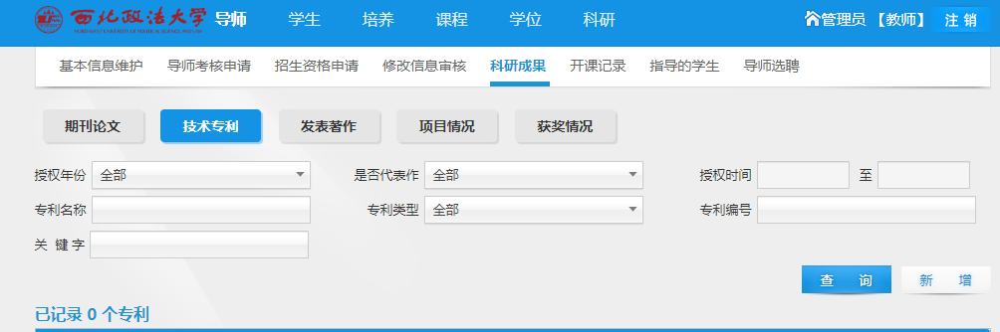 西北政法大学 导师 学生 培养 课程 学位 科研 管理员 【教师】 注 销
NORTHWEST UNIVERSITY OF POLITICAL SCIENCE AND LAW
基本信息维护 导师考核申请 招生资格申请 修改信息审核 科研成果 开课记录 指导的学生 导师选聘
期刊论文 技术专利 发表著作 项目情况 获奖情况
授权年份 全部 是否代表作 全部 授权时间 至
专利名称 专利类型 全部 专利编号
关 键 字
查 询 新 增
已记录 0 个专利